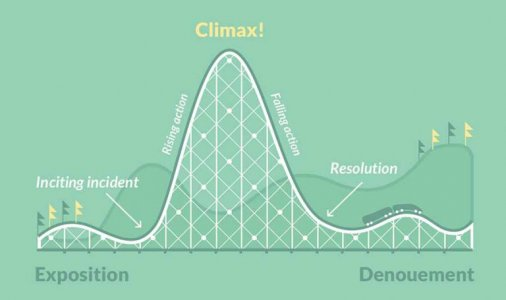 Climax!
Rising action
Falling action
Inciting incident
Resolution
Exposition
Denouement